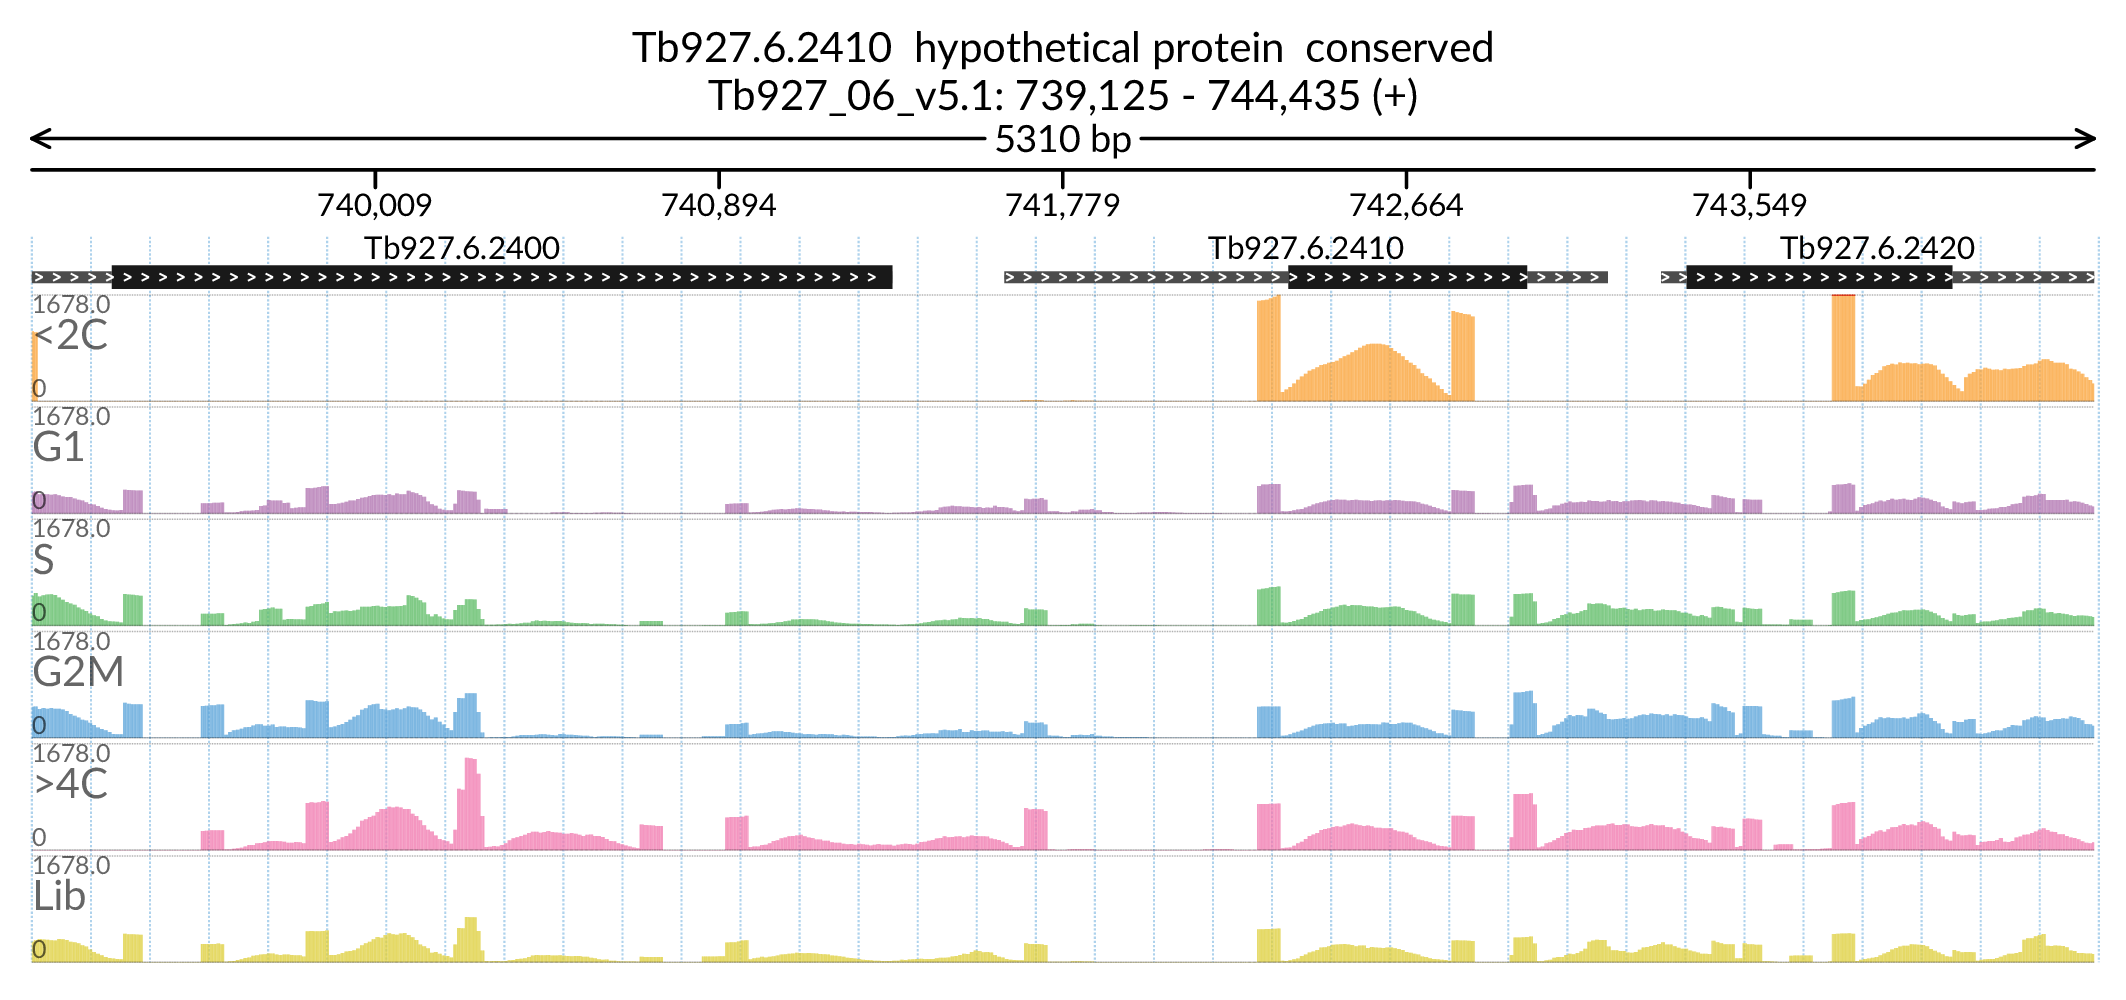 Tb927.6.2410  hypothetical protein  conserved
Tb927_06_v5.1: 739,125 - 744,435 (+)
5310 bp
740,009 740,894 741,779 742,664 743,549
Tb927.6.2400 Tb927.6.2410 Tb927.6.2420
1678.0
<2C
0
1678.0
G1
0
1678.0
S
0
1678.0
G2M
0
1678.0
>4C
0
1678.0
Lib
0